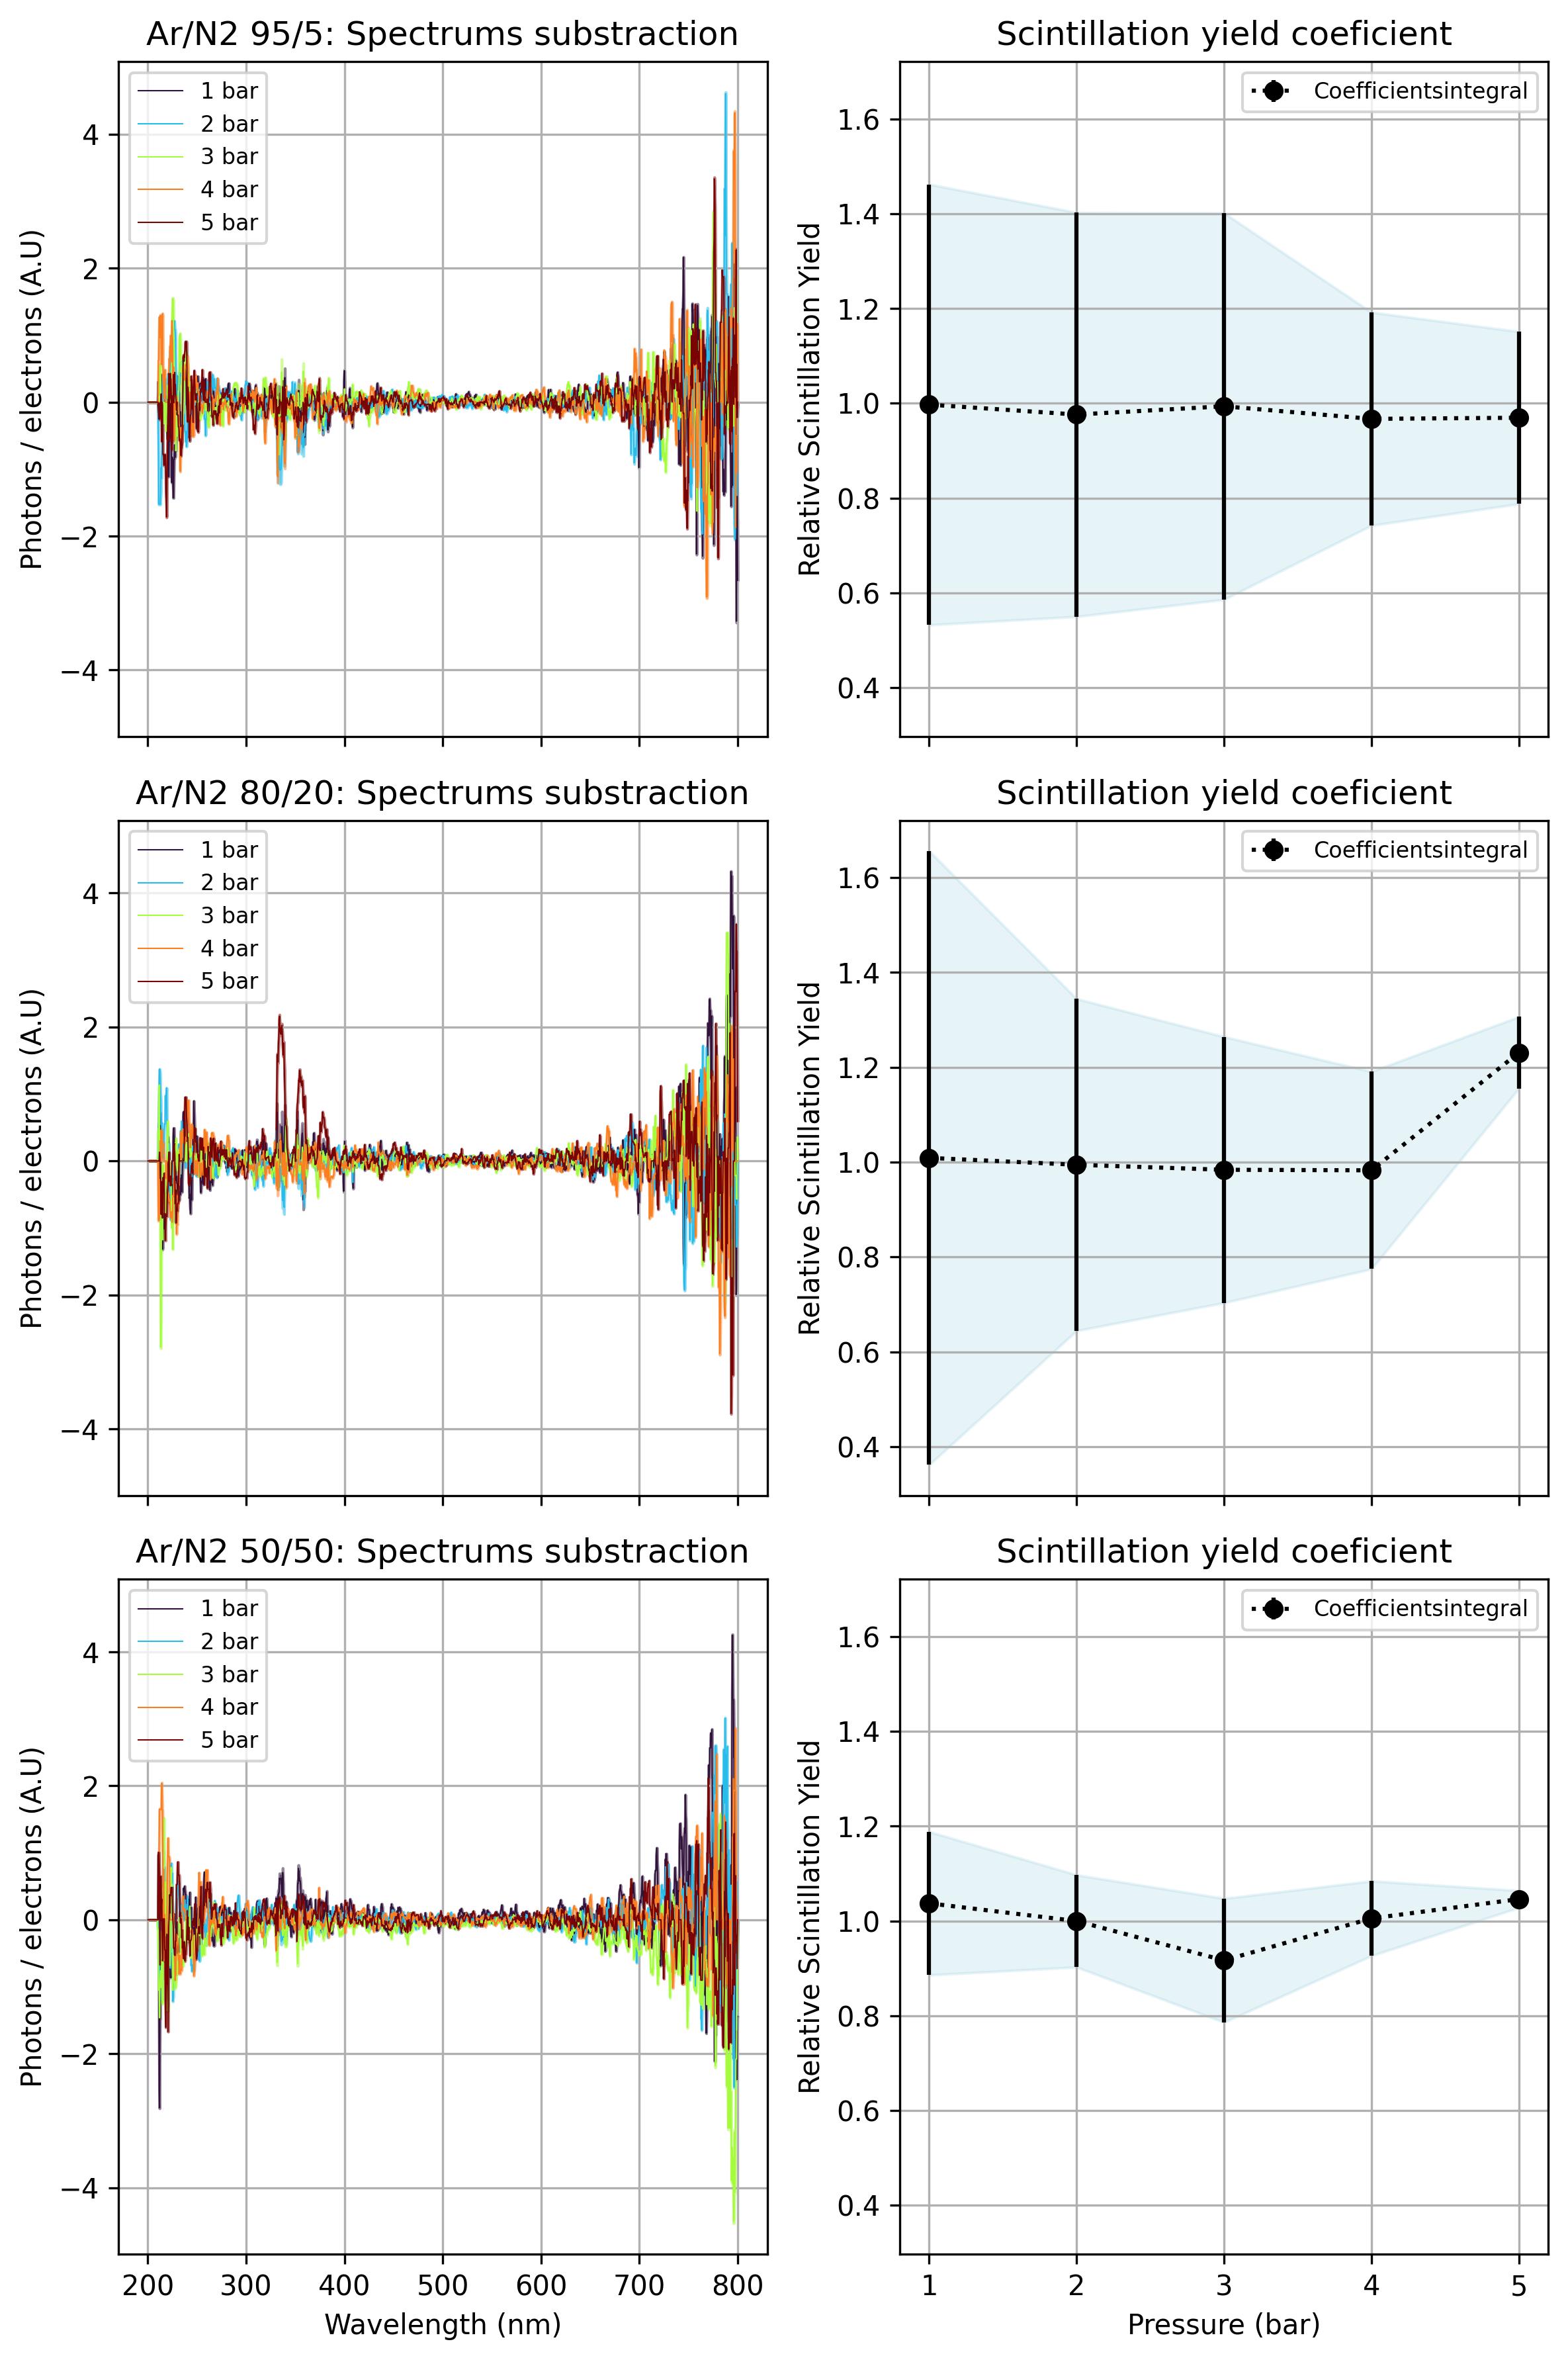 Ar/N2 95/5: Spectrums substraction
Photons / electrons (A.U)
4
2
0
−2
−4
1 bar
2 bar
3 bar
4 bar
5 bar
Scintillation yield coeficient
Relative Scintillation Yield
1.6
1.4
1.2
1.0
0.8
0.6
0.4
Coefficientsintegral
Ar/N2 80/20: Spectrums substraction
Photons / electrons (A.U)
4
2
0
−2
−4
1 bar
2 bar
3 bar
4 bar
5 bar
Scintillation yield coeficient
Relative Scintillation Yield
1.6
1.4
1.2
1.0
0.8
0.6
0.4
Coefficientsintegral
Ar/N2 50/50: Spectrums substraction
Photons / electrons (A.U)
4
2
0
−2
−4
1 bar
2 bar
3 bar
4 bar
5 bar
200 300 400 500 600 700 800
Wavelength (nm)
Scintillation yield coeficient
Relative Scintillation Yield
1.6
1.4
1.2
1.0
0.8
0.6
0.4
Coefficientsintegral
1 2 3 4 5
Pressure (bar)